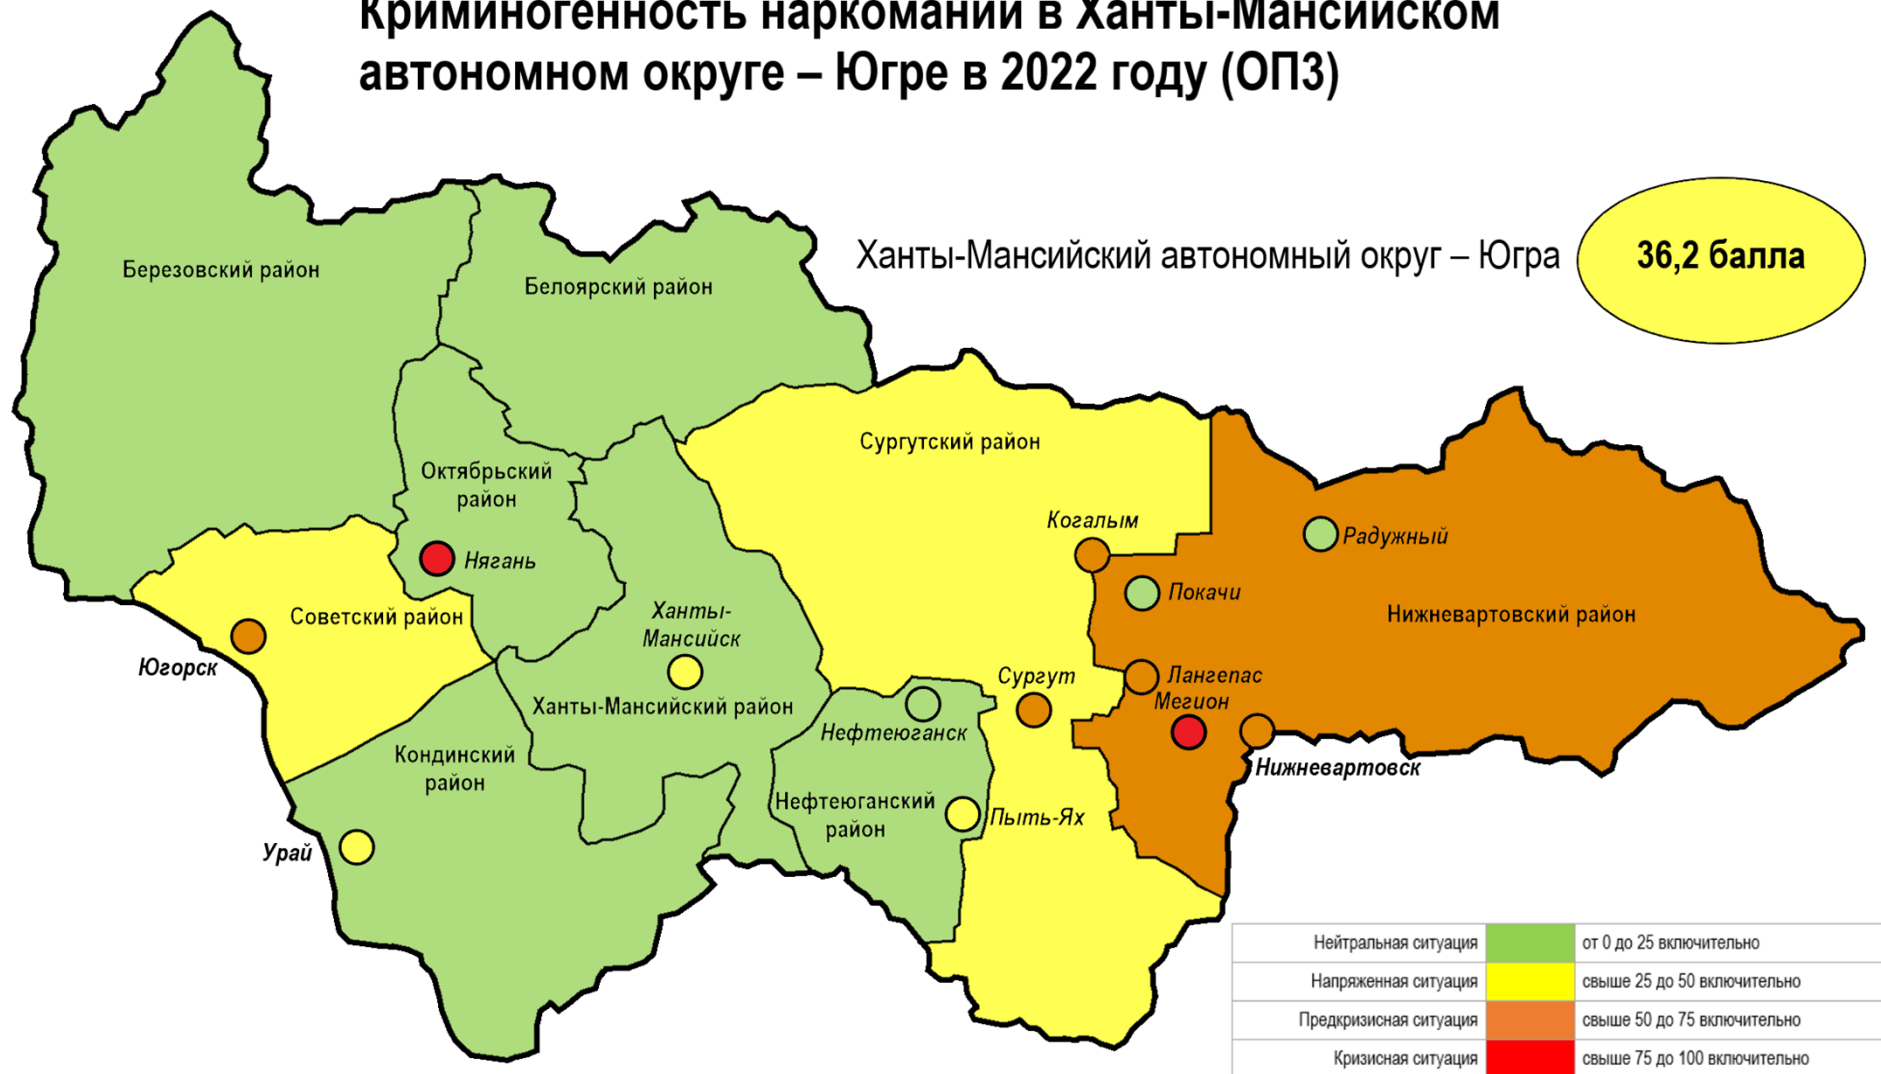 Криминогенность наркомании в Ханты-Мансийском
автономном округе – Югре в 2022 году (ОП3)
Ханты-Мансийский автономный округ – Югра
36,2 балла
Березовский район
Белоярский район
Сургутский район
Октябрьский
район
Когалым
Радужный
Нягань
Покачи
Ханты-
Мансийск
Советский район
Нижневартовский район
Югорск
Сургут
Лангепас
Мегион
Ханты-Мансийский район
Нефтеюганск
Кондинский
район
Нижневартовск
Нефтеюганский
район
Пыть-Ях
Урай
Нейтральная ситуация от 0 до 25 включительно
Напряженная ситуация свыше 25 до 50 включительно
Предкризисная ситуация свыше 50 до 75 включительно
Кризисная ситуация свыше 75 до 100 включительно